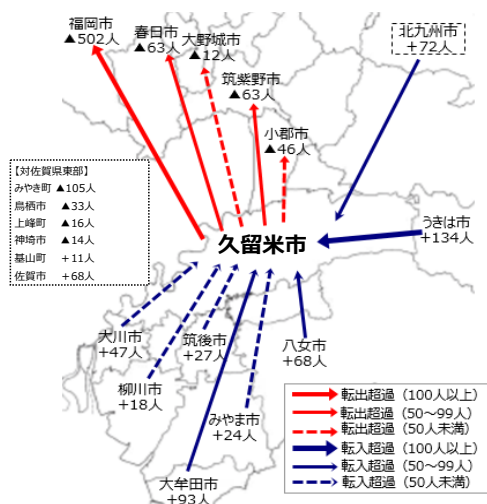 福岡市
▲502人
春日市
▲63人
大野城市
▲12人
筑紫野市
▲63人
小郡市
▲46人
北九州市
+72人
【対佐賀県東部】
みやき町 ▲105人
鳥栖市 ▲33人
上峰町 ▲16人
神埼市 ▲14人
基山町 +11人
佐賀市 +68人
うきは市
+134人
久留米市
大川市
+47人
筑後市
+27人
八女市
+68人
柳川市
+18人
みやま市
+24人
大牟田市
+93人
転出超過(100人以上)
転出超過(50~99人)
転出超過(50人未満)
転入超過(100人以上)
転入超過(50~99人)
転入超過(50人未満)